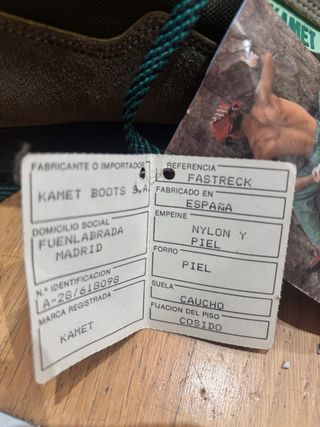 KAMET
FABRICANTE O IMPORTADOR
KAMET BOOTS S.A
DOMICILIO SOCIAL
FUENLABRADA
MADRID
N.º IDENTIFICACION
A-28/618098
MARCA REGISTRADA
KAMET
REFERENCIA
FASTRECK
FABRICADO EN
ESPAÑA
EMPEINE
NYLON Y
PIEL
FORRO
PIEL
SUELA
CAUCHO
FIJACION DEL PISO
COSIDO